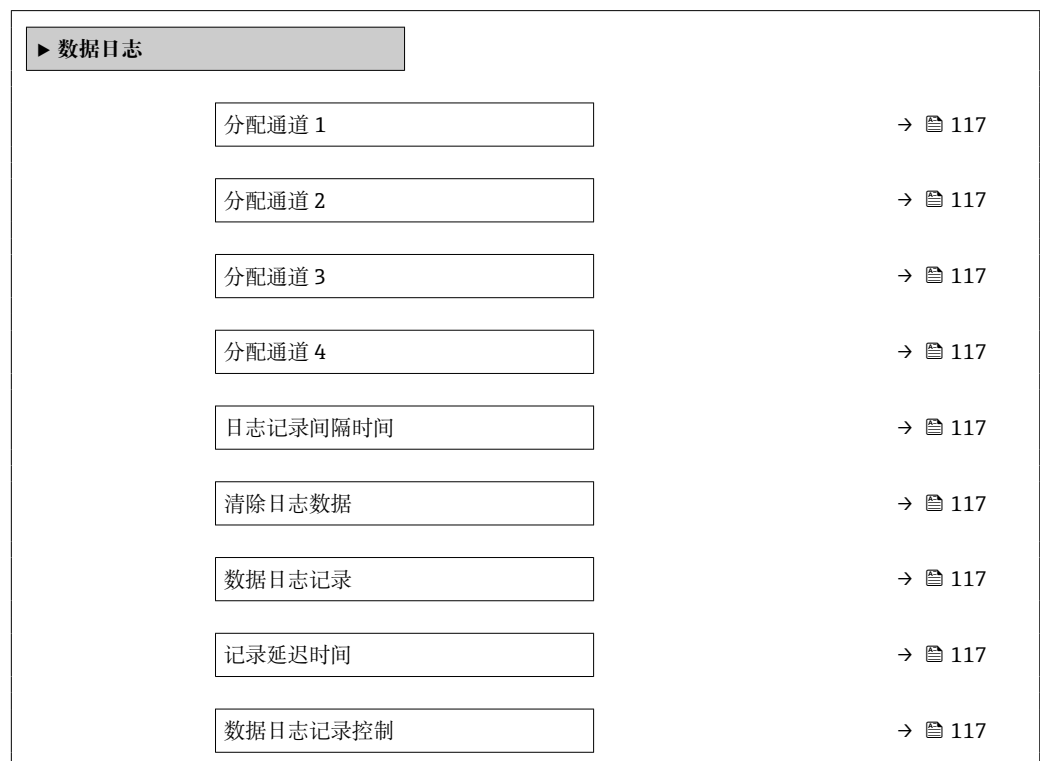 ▶ 数据日志
分配通道 1 → 117
分配通道 2 → 117
分配通道 3 → 117
分配通道 4 → 117
日志记录间隔时间 → 117
清除日志数据 → 117
数据日志记录 → 117
记录延迟时间 → 117
数据日志记录控制 → 117